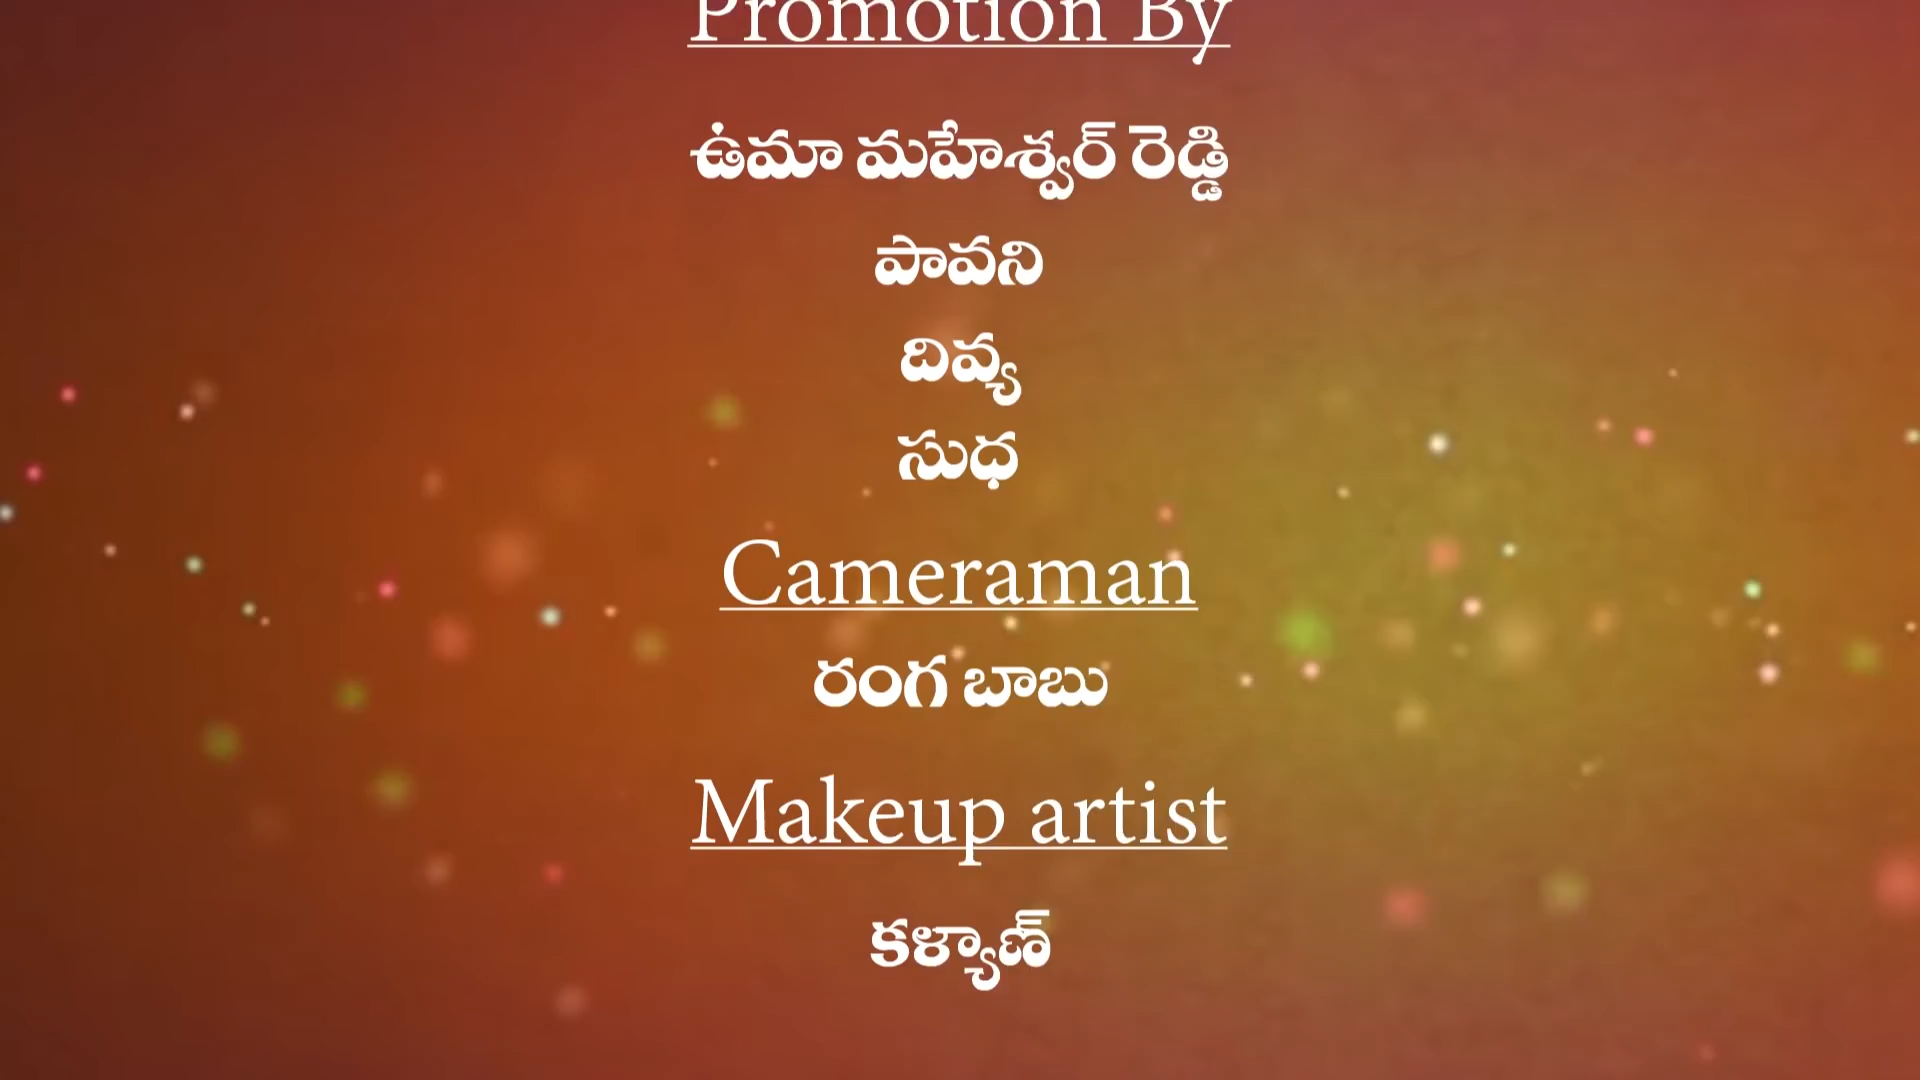 Promotion By
ఉమా మహేశ్వర్ రెడ్డి
పావని
దివ్య
సుధ
Cameraman
రంగ బాబు
Makeup artist
కళ్యాణ్